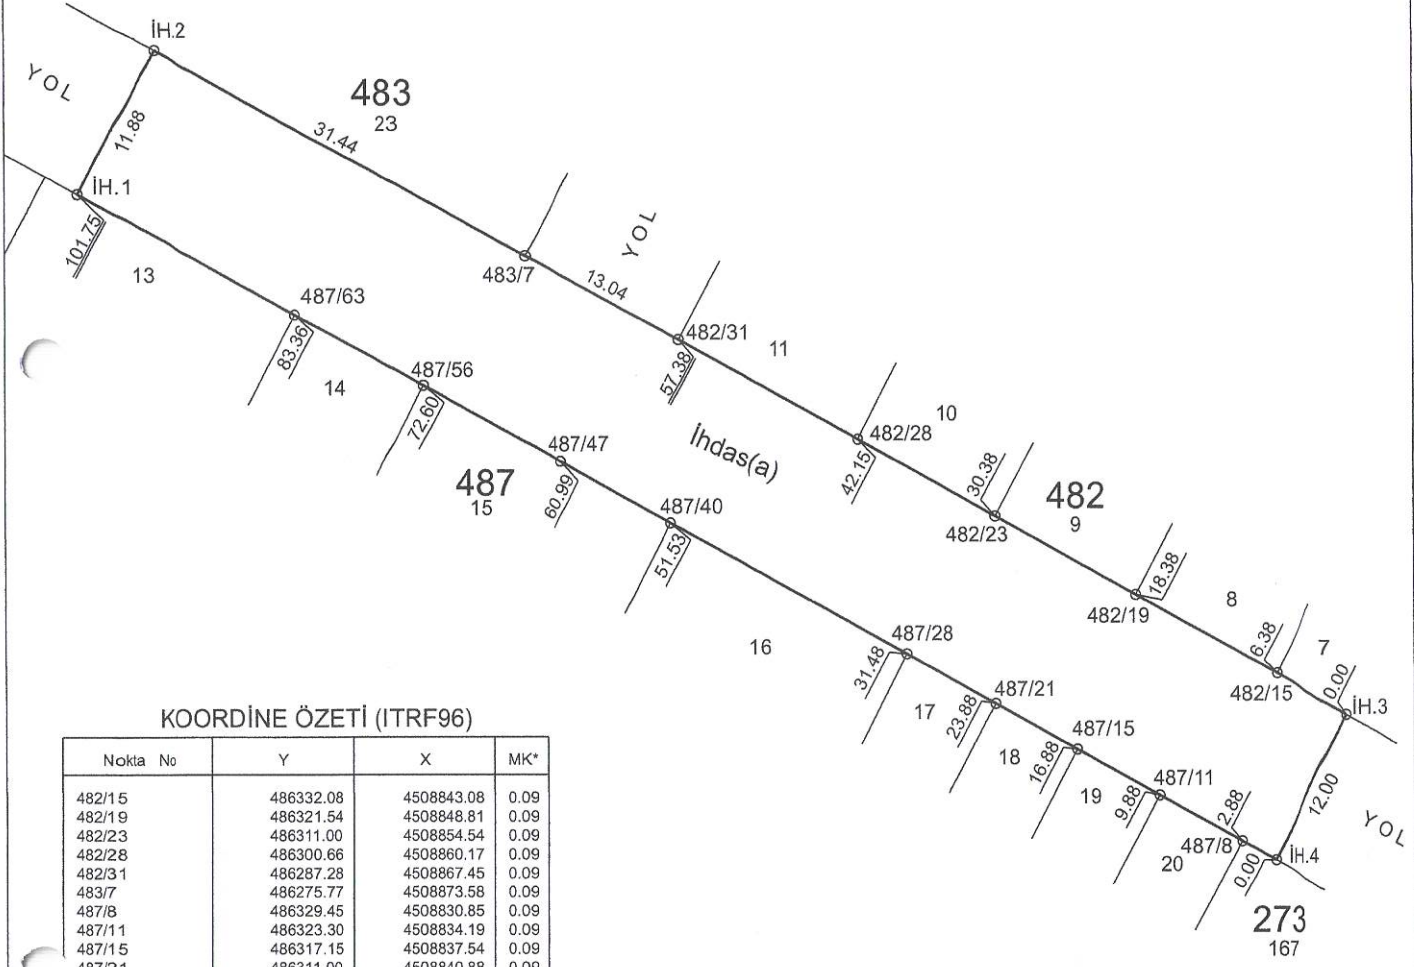 İH.2
YOL
483
23
11.88
31.44
İH.1
YOL
101.75
13
483/7
13.04
487/63
83.36
482/31
11
57.38
14
487/56
72.60
10
482/28
42.15
İhdas(a)
487/47
60.99
30.38
482
9
482/23
487
15
487/40
51.53
18.38
482/19
8
16
487/28
31.48
6.38
7
482/15
0.00
İH.3
17
487/21
23.88
18
487/15
16.88
12.00
19
487/11
9.88
YOL
2.88
487/8
20
İH.4
0.00
273
167
KOORDİNE ÖZETİ (ITRF96)
Nokta No Y X MK*
482/15 486332.08 4508843.08 0.09
482/19 486321.54 4508848.81 0.09
482/23 486311.00 4508854.54 0.09
482/28 486300.66 4508860.17 0.09
482/31 486287.28 4508867.45 0.09
483/7 486275.77 4508873.58 0.09
487/8 486329.45 4508830.85 0.09
487/11 486323.30 4508834.19 0.09
487/15 486317.15 4508837.54 0.09
487/21 486311.00 4508840.88 0.09